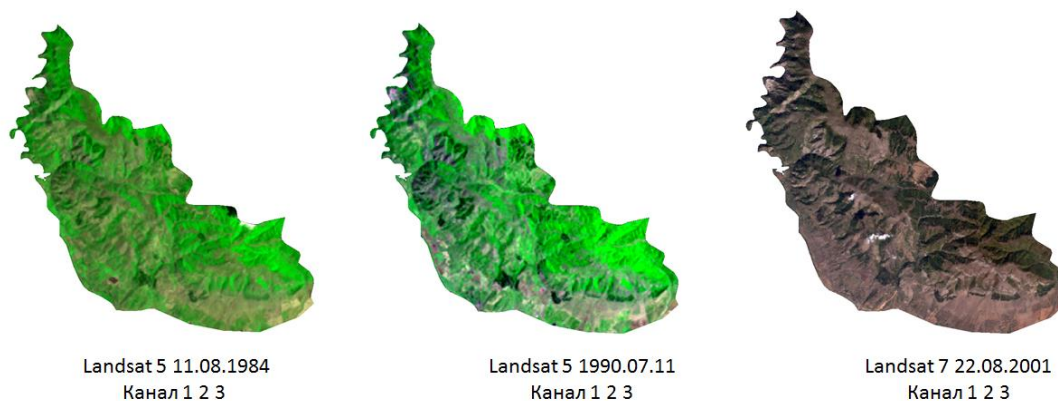 Landsat 5 11.08.1984
Канал 1 2 3
Landsat 5 1990.07.11
Канал 1 2 3
Landsat 7 22.08.2001
Канал 1 2 3